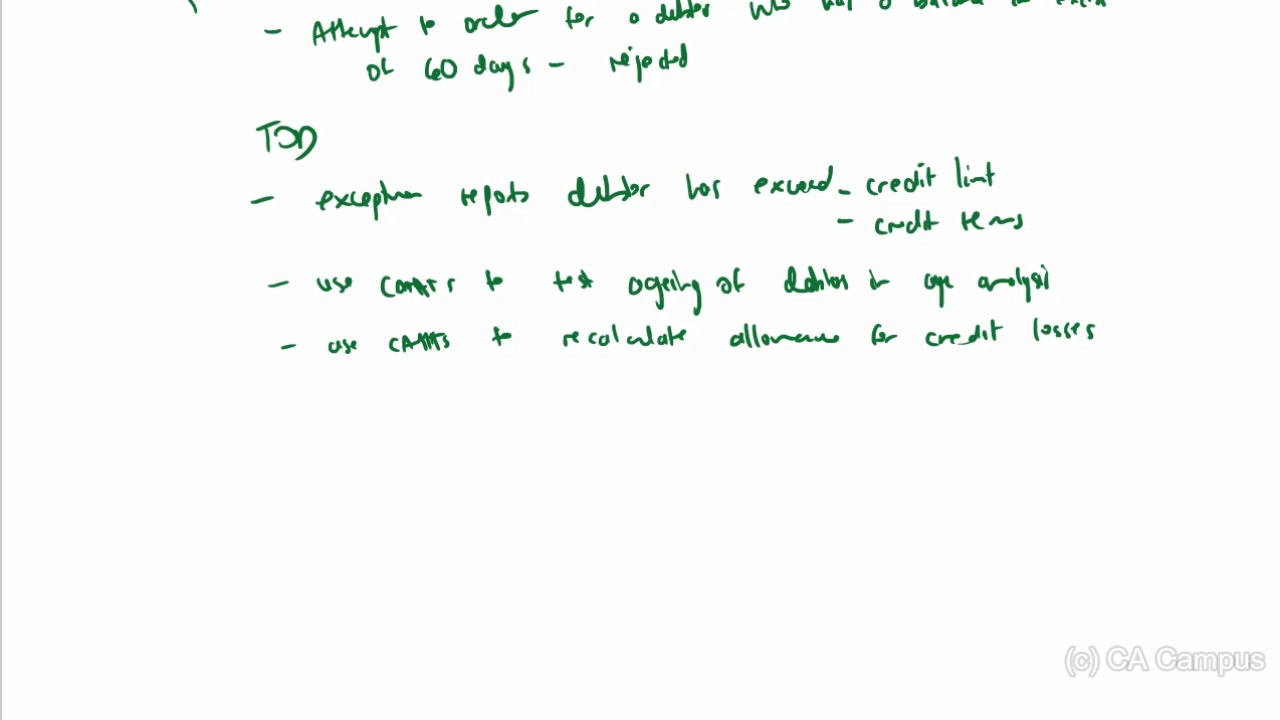 - Attempt to order for a debtor who has a balance in excess
of 60 days - rejected
TOD
- exception reports debtor has exceed - credit limit
- credit terms
- use CAATTs to test ageing of debtors in age analysis
- use CAATTs to recalculate allowance for credit losses
(c) CA Campus